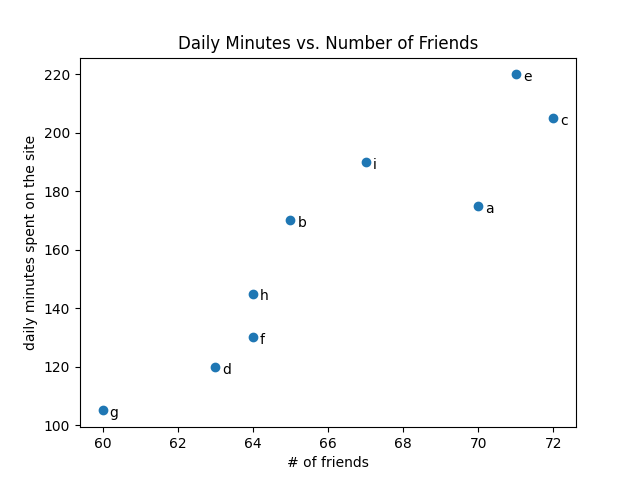 Daily Minutes vs. Number of Friends
220
200
180
160
140
120
100
daily minutes spent on the site
e
c
i
a
b
h
f
d
g
60 62 64 66 68 70 72
# of friends